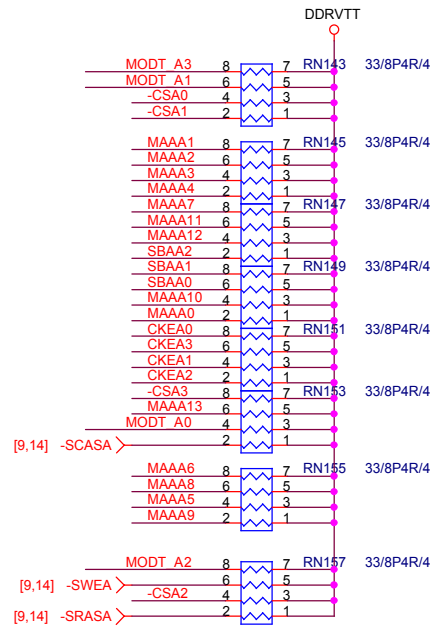 DDRVTT
MODT_A3 8 7 RN143 33/8P4R/4
MODT_A1 6 5
-CSA0 4 3
-CSA1 2 1
MAAA1 8 7 RN145 33/8P4R/4
MAAA2 6 5
MAAA3 4 3
MAAA4 2 1
MAAA7 8 7 RN147 33/8P4R/4
MAAA11 6 5
MAAA12 4 3
SBAA2 2 1
SBAA1 8 7 RN149 33/8P4R/4
SBAA0 6 5
MAAA10 4 3
MAAA0 2 1
CKEA0 8 7 RN151 33/8P4R/4
CKEA3 6 5
CKEA1 4 3
CKEA2 2 1
-CSA3 8 7 RN153 33/8P4R/4
MAAA13 6 5
MODT_A0 4 3
[9,14] -SCASA 2 1
MAAA6 8 7 RN155 33/8P4R/4
MAAA8 6 5
MAAA5 4 3
MAAA9 2 1
MODT_A2 8 7 RN157 33/8P4R/4
[9,14] -SWEA 6 5
-CSA2 4 3
[9,14] -SRASA 2 1